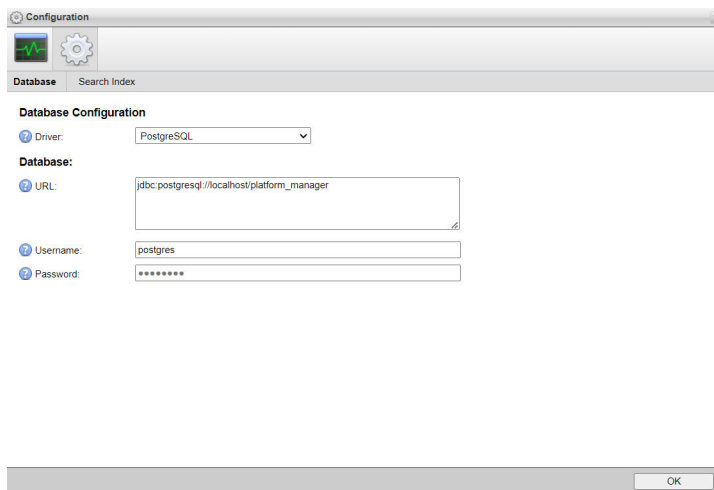 Configuration
Database Search Index
Database Configuration
Driver: PostgreSQL
Database:
URL: jdbc:postgresql://localhost/platform_manager
Username: postgres
Password: ●●●●●●●●
OK